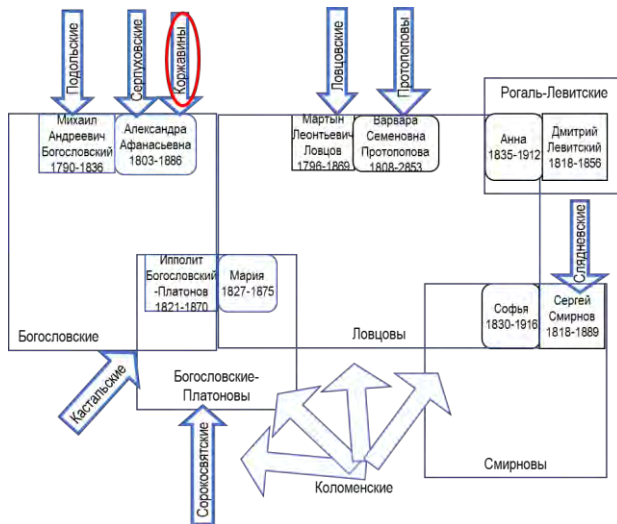 Подольские
Серпуховские
Коржавины
Ловцовские
Протопоповы
Рогаль-Левитские
Михаил
Андреевич
Богословский
1790-1836
Александра
Афанасьевна
1803-1886
Мартын
Леонтьевич
Ловцов
1796-1869
Варвара
Семеновна
Протополова
1808-2853
Анна
1835-1912
Дмитрий
Левитский
1818-1856
Слядневские
Ипполит
Богословский
-Платонов
1821-1870
Мария
1827-1875
Софья
1830-1916
Сергей
Смирнов
1818-1889
Богословские
Ловцовы
Кастальские
Богословские-
Платоновы
Сорокосвятские
Коломенские
Смирновы